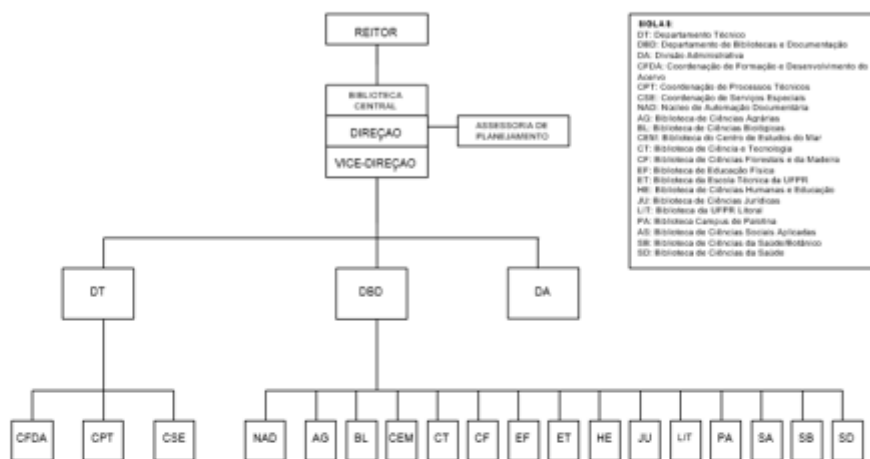 REITOR
BIBLIOTECA
CENTRAL
DIREÇÃO
VICE-DIREÇÃO
ASSESSORIA DE
PLANEJAMENTO
DT
DBD
DA
CFDA
CPT
CSE
NAD
AG
BL
CEM
CT
CF
EF
ET
HE
JU
LIT
PA
SA
SB
SD
DT: Departamento Técnico
DBD: Departamento de Bibliotecas e Documentação
DA: Divisão Administrativa
CFDA: Coordenação de Formação e Desenvolvimento do
Acervo
CPT: Coordenação de Processos Técnicos
CSE: Coordenação de Serviços Especiais
NAD: Núcleo de Automação Documentária
AG: Biblioteca de Ciências Agrárias
BL: Biblioteca de Ciências Biológicas
CEM: Biblioteca do Centro de Estudos do Mar
CT: Biblioteca de Ciência e Tecnologia
CF: Biblioteca de Ciências Florestais e da Madeira
EF: Biblioteca de Educação Física
ET: Biblioteca da Escola Técnica da UFPR
HE: Biblioteca de Ciências Humanas e Educação
JU: Biblioteca de Ciências Jurídicas
LIT: Biblioteca da UFPR Litoral
PA: Biblioteca Campus de Palotina
AS: Biblioteca de Ciências Sociais Aplicadas
SB: Biblioteca de Ciências da Saúde/Botânico
SD: Biblioteca de Ciências da Saúde